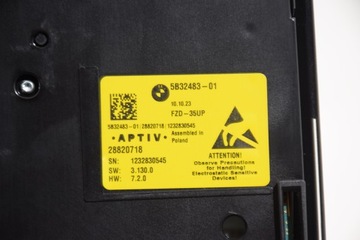 5B32483-01
10.10.23
FZD-35UP
5B32483-01|28820718|1232830545
·APTIV·
Assembled in
Poland
28820718
SN: 1232830545
SW: 3.130.0
HW: 7.2.0
ATTENTION!
Observe Precautions
for Handling!
Electrostatic Sensitive
Devices!